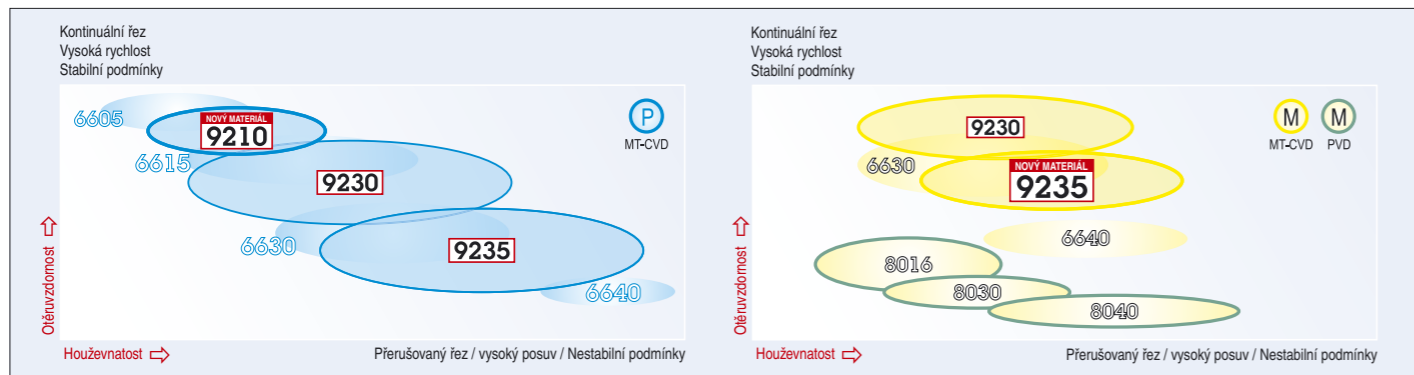 Kontinuální řez
Vysoká rychlost
Stabilní podmínky
6605
NOVÝ MATERIÁL
9210
P
MT-CVD
6615
9230
6630
9235
6640
Otěruvzdornost
Houževnatost
Přerušovaný řez / vysoký posuv / Nestabilní podmínky
Kontinuální řez
Vysoká rychlost
Stabilní podmínky
9230
M M
MT-CVD PVD
6630
NOVÝ MATERIÁL
9235
6640
8016
8030
8040
Otěruvzdornost
Houževnatost
Přerušovaný řez / vysoký posuv / Nestabilní podmínky